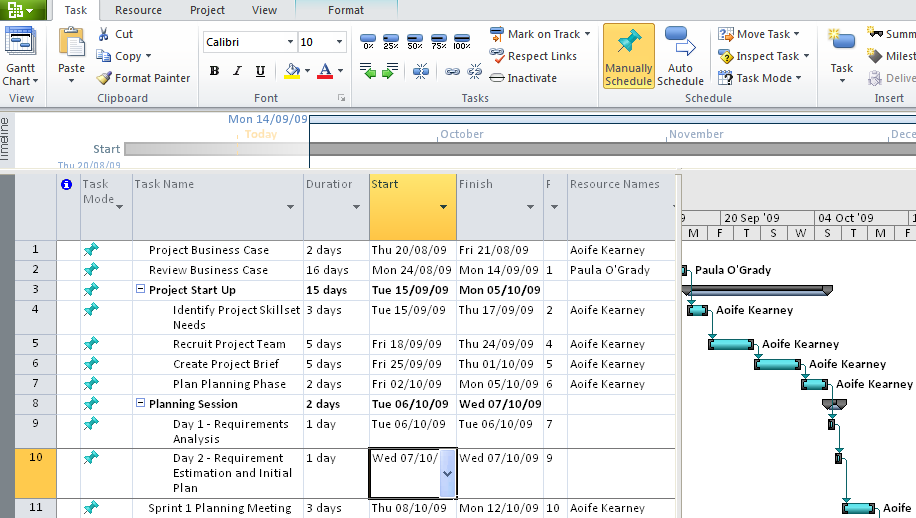 Task Resource Project View Format
Gantt Chart
View
Paste
Cut
Copy
Format Painter
Clipboard
Calibri 10
B I U A
Font
0% 25% 50% 75% 100%
Mark on Track
Respect Links
Inactivate
Tasks
Manually Schedule
Auto Schedule
Move Task
Inspect Task
Task Mode
Schedule
Task
Summ
Milest
Delive
Insert
Timeline
Mon 14/09/09
Today
October November Dece
Start
Thu 20/08/09
Task Mode Task Name Duration Start Finish P Resource Names
9 20 Sep '09 04 Oct '09 1
M F T S W S T M F
1 Project Business Case 2 days Thu 20/08/09 Fri 21/08/09 Aoife Kearney
2 Review Business Case 16 days Mon 24/08/09 Mon 14/09/09 1 Paula O'Grady Paula O'Grady
3 Project Start Up 15 days Tue 15/09/09 Mon 05/10/09
4 Identify Project Skillset Needs 3 days Tue 15/09/09 Thu 17/09/09 2 Aoife Kearney Aoife Kearney
5 Recruit Project Team 5 days Fri 18/09/09 Thu 24/09/09 4 Aoife Kearney Aoife Kearney
6 Create Project Brief 5 days Fri 25/09/09 Thu 01/10/09 5 Aoife Kearney Aoife Kearney
7 Plan Planning Phase 2 days Fri 02/10/09 Mon 05/10/09 6 Aoife Kearney Aoife Kearney
8 Planning Session 2 days Tue 06/10/09 Wed 07/10/09
9 Day 1 - Requirements Analysis 1 day Tue 06/10/09 Tue 06/10/09 7
10 Day 2 - Requirement Estimation and Initial Plan 1 day Wed 07/10/ Wed 07/10/09 9
11 Sprint 1 Planning Meeting 3 days Thu 08/10/09 Mon 12/10/09 10 Aoife Kearney Aoife